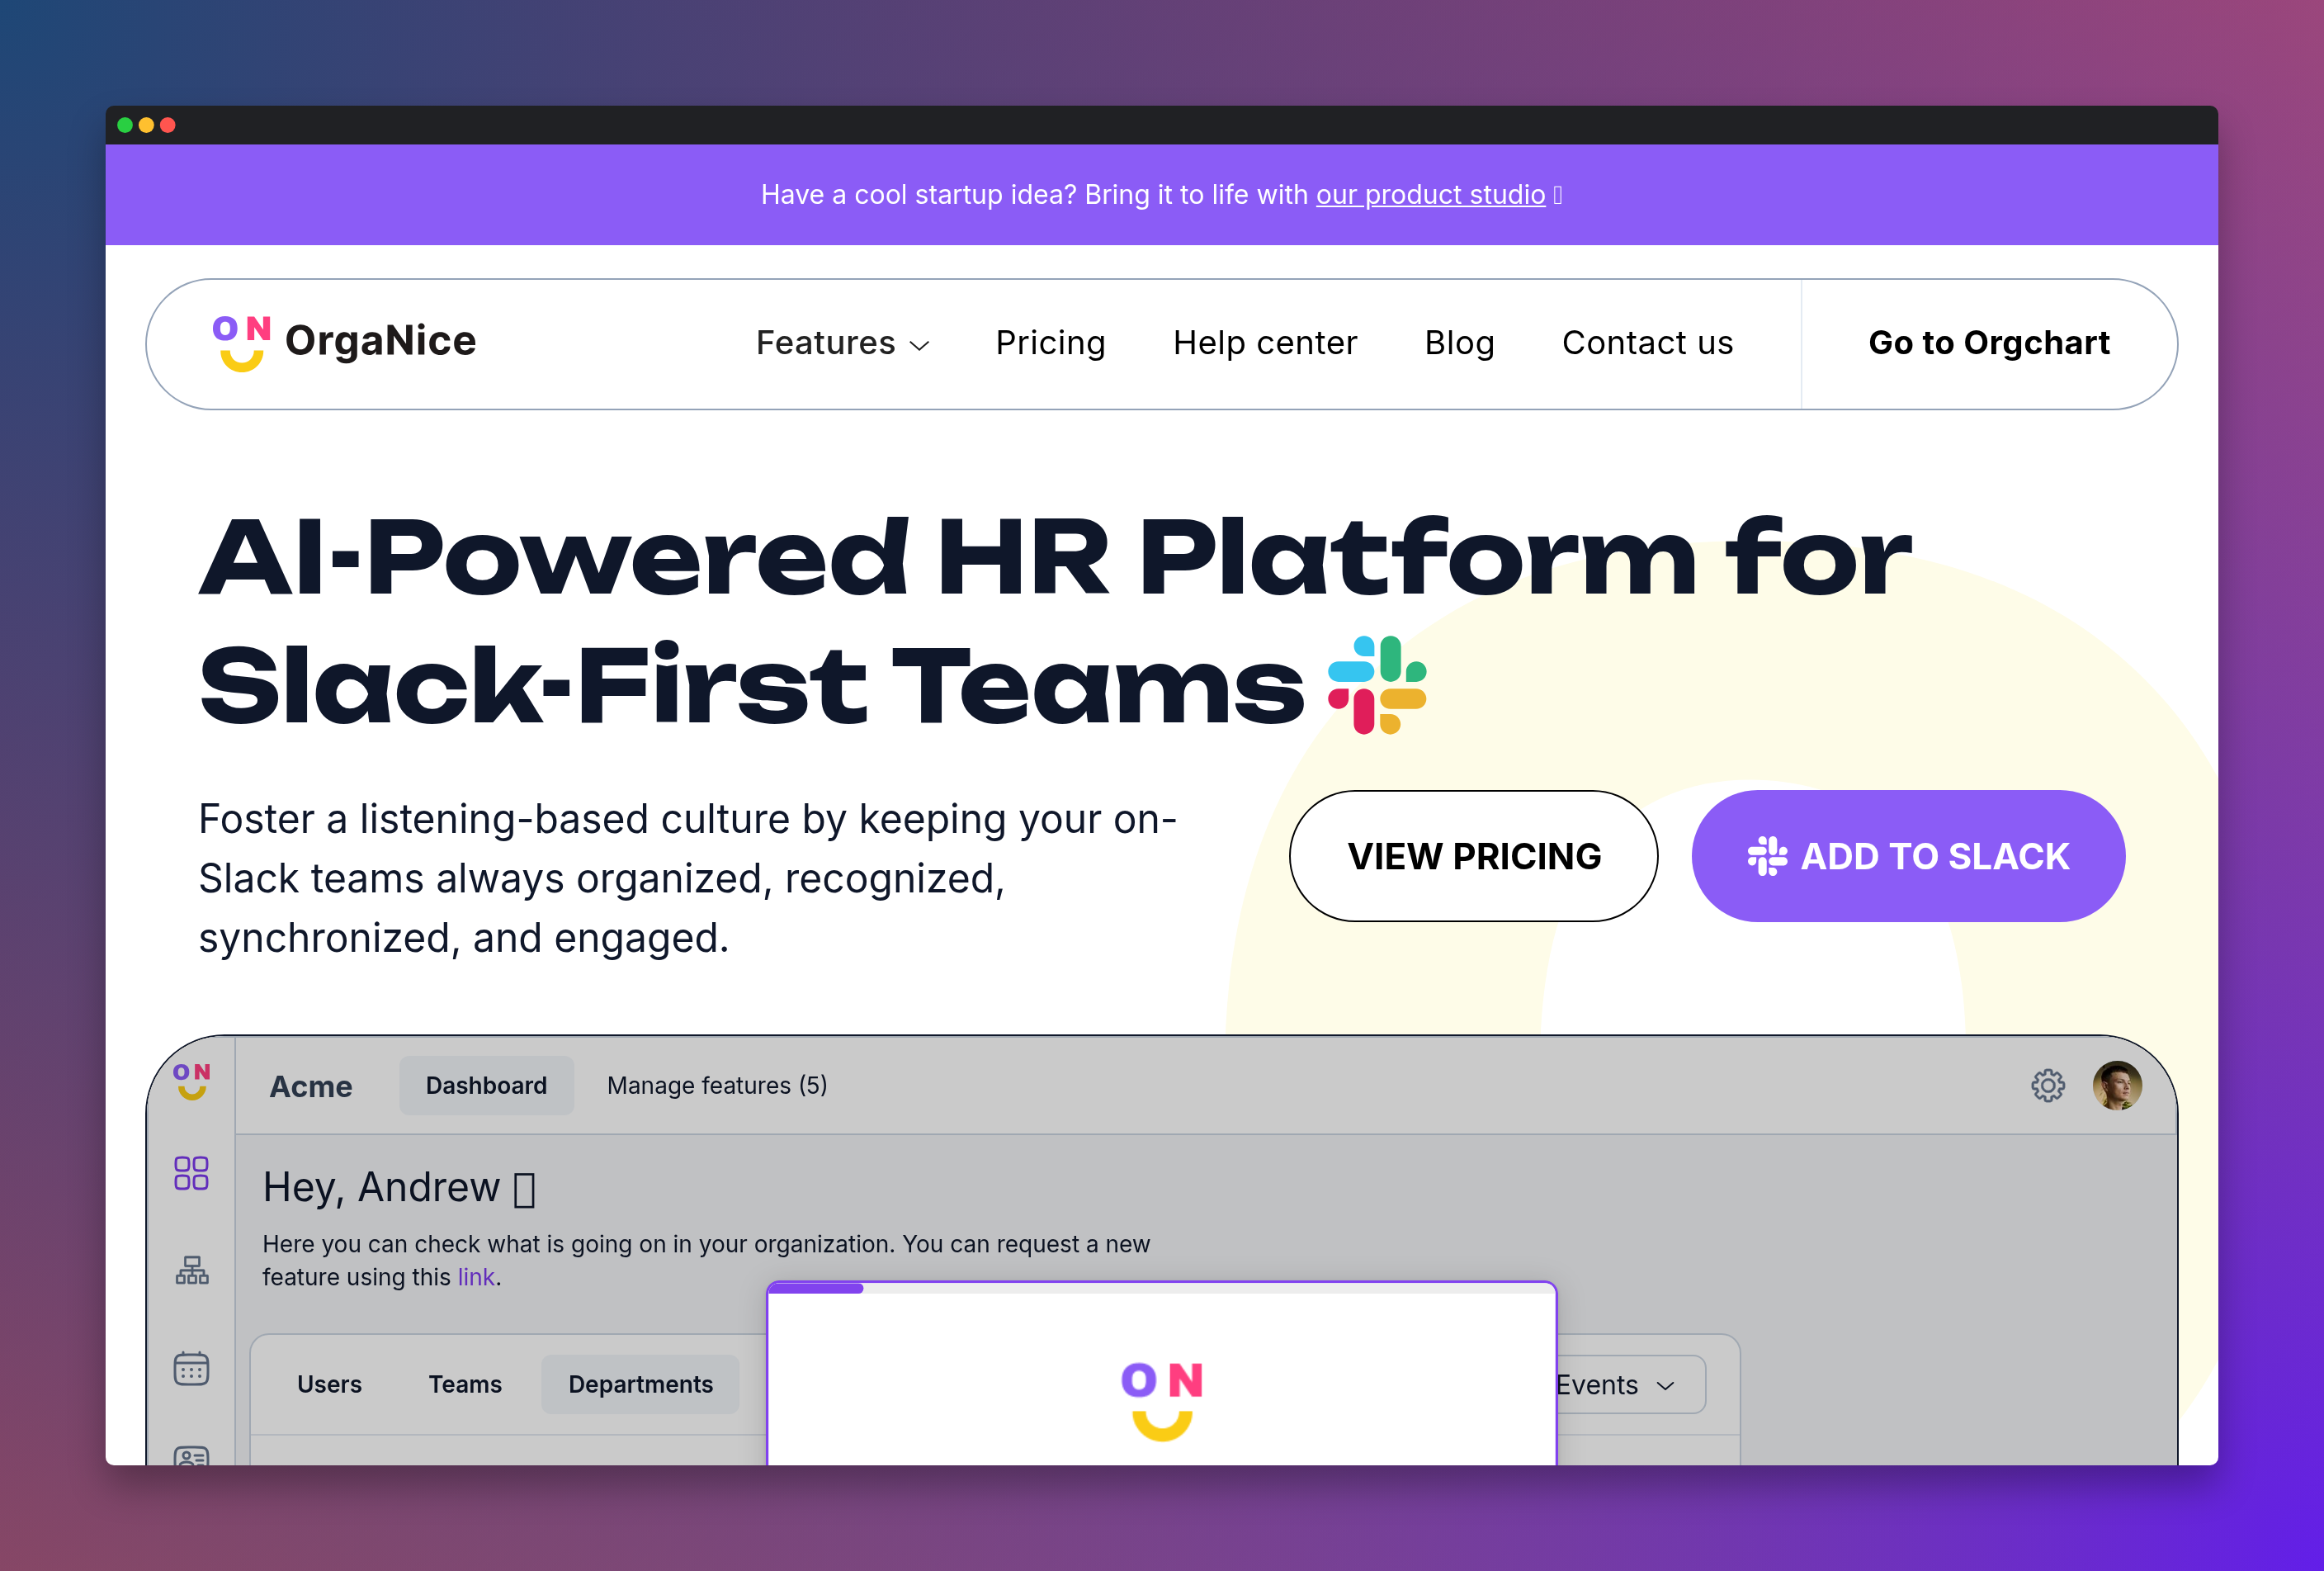 Have a cool startup idea? Bring it to life with our product studio
ON OrgaNice
Features
Pricing
Help center
Blog
Contact us
Go to Orgchart
AI-Powered HR Platform for
Slack-First Teams
Foster a listening-based culture by keeping your on-
Slack teams always organized, recognized,
synchronized, and engaged.
VIEW PRICING
ADD TO SLACK
ON
Acme
Dashboard
Manage features (5)
Hey, Andrew
Here you can check what is going on in your organization. You can request a new
feature using this link.
Users
Teams
Departments
Events
ON